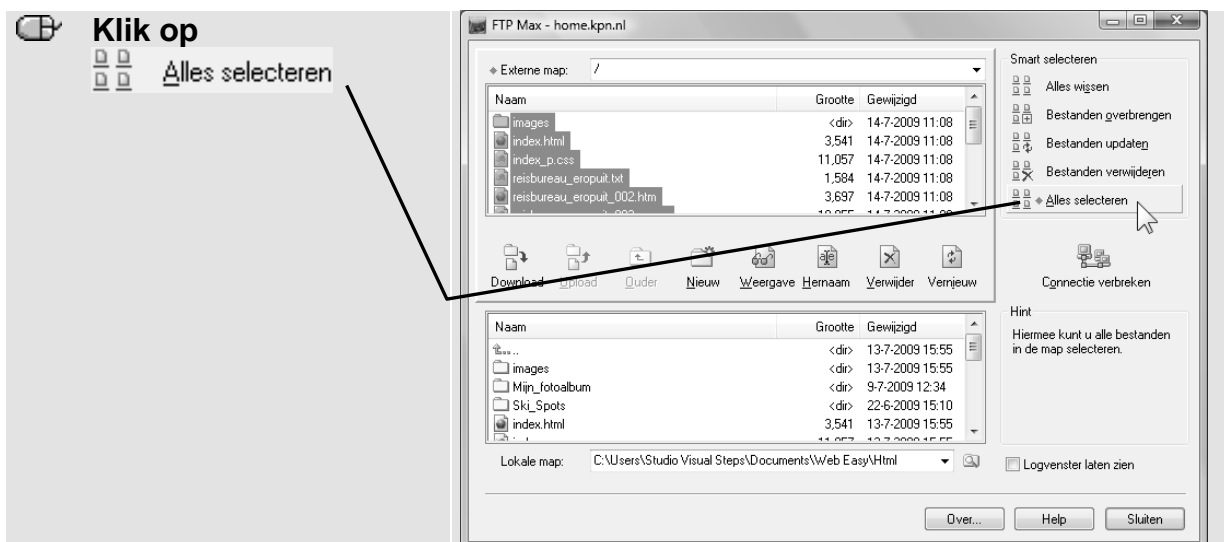 Klik op
Alles selecteren
FTP Max - home.kpn.nl
Externe map: /
Naam Grootte Gewijzigd
images <dir> 14-7-2009 11:08
index.html 3,541 14-7-2009 11:08
index_p.css 11,057 14-7-2009 11:08
reisbureau_eropuit.txt 1,584 14-7-2009 11:08
reisbureau_eropuit_002.htm 3,697 14-7-2009 11:08
Download Upload Ouder Nieuw Weergave Hernaam Verwijder Vernieuw
Smart selecteren
Alles wissen
Bestanden overbrengen
Bestanden updaten
Bestanden verwijderen
Alles selecteren
Connectie verbreken
Naam Grootte Gewijzigd
.. <dir> 13-7-2009 15:55
images <dir> 13-7-2009 15:55
Mijn_fotoalbum <dir> 9-7-2009 12:34
Ski_Spots <dir> 22-6-2009 15:10
index.html 3,541 13-7-2009 15:55
Lokale map: C:\Users\Studio Visual Steps\Documents\Web Easy\Html
Hint
Hiermee kunt u alle bestanden
in de map selecteren.
Logvenster laten zien
Over... Help Sluiten